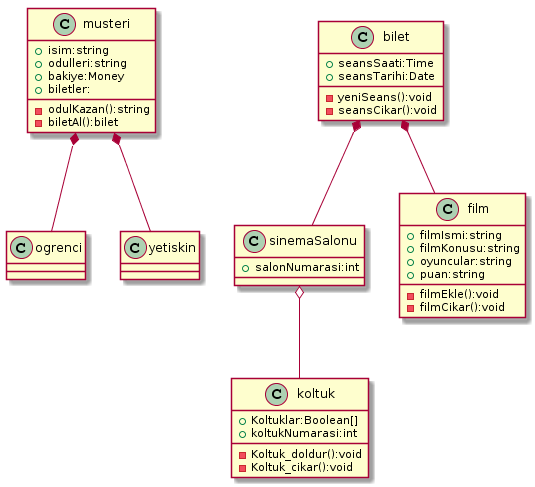 C musteri
isim:string
odulleri:string
bakiye:Money
biletler:
odulKazan():string
biletAl():bilet
C bilet
seansSaati:Time
seansTarihi:Date
yeniSeans():void
seansCikar():void
C ogrenci
C yetiskin
C sinemaSalonu
salonNumarasi:int
C film
filmIsmi:string
filmKonusu:string
oyuncular:string
puan:string
filmEkle():void
filmCikar():void
C koltuk
Koltuklar:Boolean[]
koltukNumarasi:int
Koltuk_doldur():void
Koltuk_cikar():void